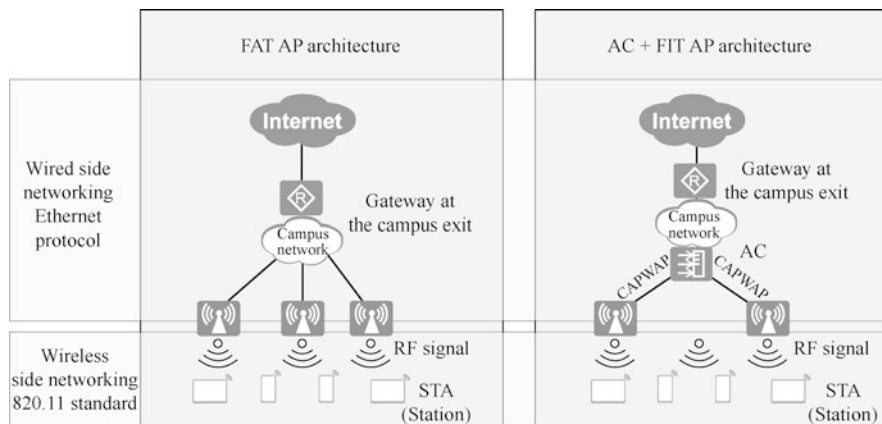 FAT AP architecture
AC + FIT AP architecture
Wired side
networking
Ethernet
protocol
Internet
R
Gateway at
the campus exit
Campus
network
Internet
R
Gateway at
the campus exit
Campus
network
AC
CAPWAP
CAPWAP
Wireless
side networking
820.11 standard
RF signal
STA
(Station)
RF signal
STA
(Station)